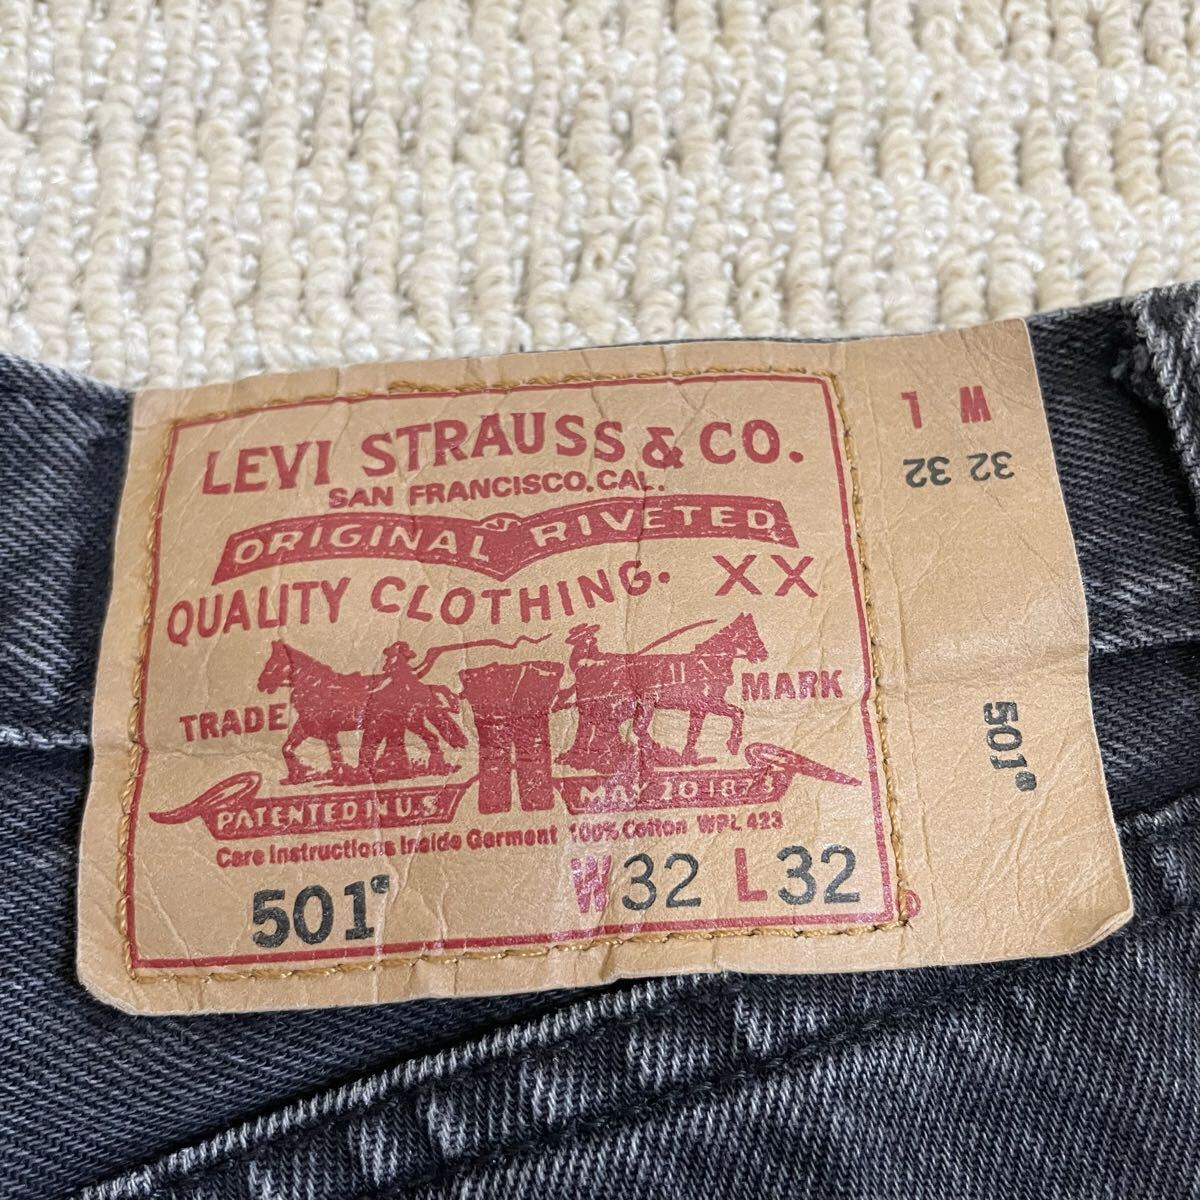 LEVI STRAUSS & CO.
SAN FRANCISCO, CAL.
ORIGINAL RIVETED
QUALITY CLOTHING. XX
TRADE MARK
PATENTED IN U.S. MAY 20 1873
Care Instructions Inside Garment 100% Cotton WPL 423
501® W32 L32
®
W L
32 32
501®